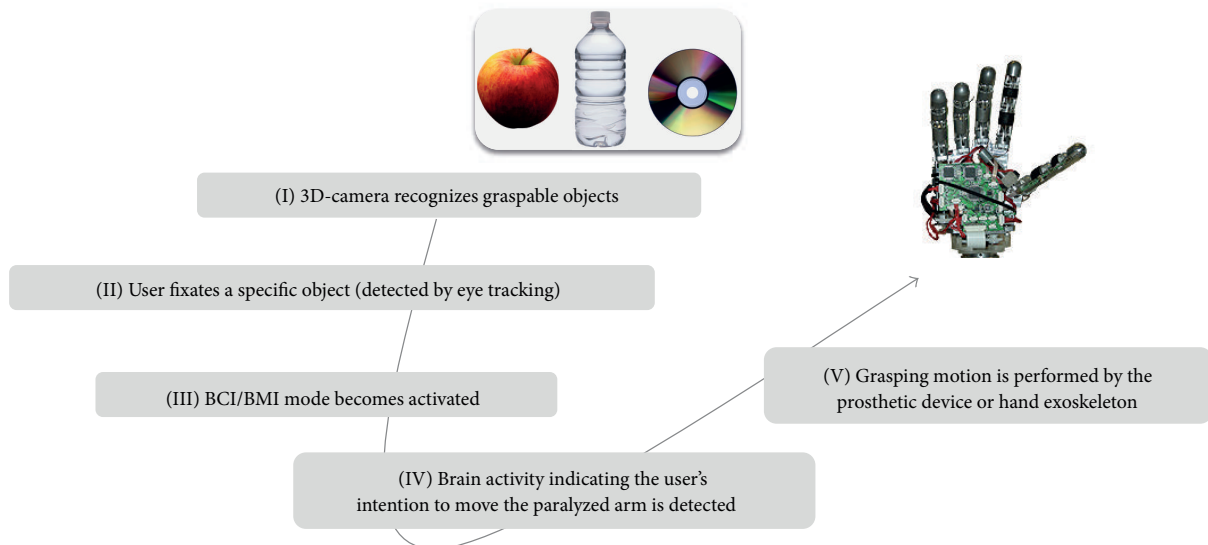 (I) 3D-camera recognizes graspable objects
(II) User fixates a specific object (detected by eye tracking)
(III) BCI/BMI mode becomes activated
(IV) Brain activity indicating the user's
intention to move the paralyzed arm is detected
(V) Grasping motion is performed by the
prosthetic device or hand exoskeleton